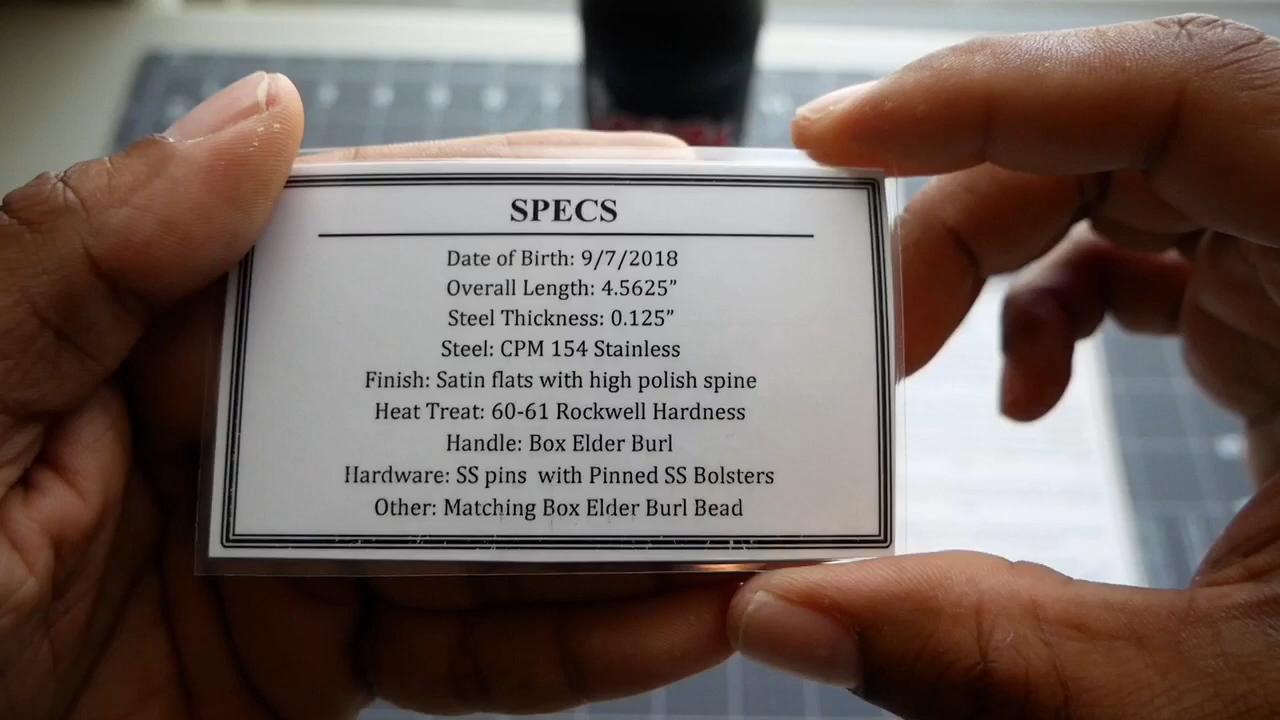 SPECS
Date of Birth: 9/7/2018
Overall Length: 4.5625”
Steel Thickness: 0.125”
Steel: CPM 154 Stainless
Finish: Satin flats with high polish spine
Heat Treat: 60-61 Rockwell Hardness
Handle: Box Elder Burl
Hardware: SS pins  with Pinned SS Bolsters
Other: Matching Box Elder Burl Bead